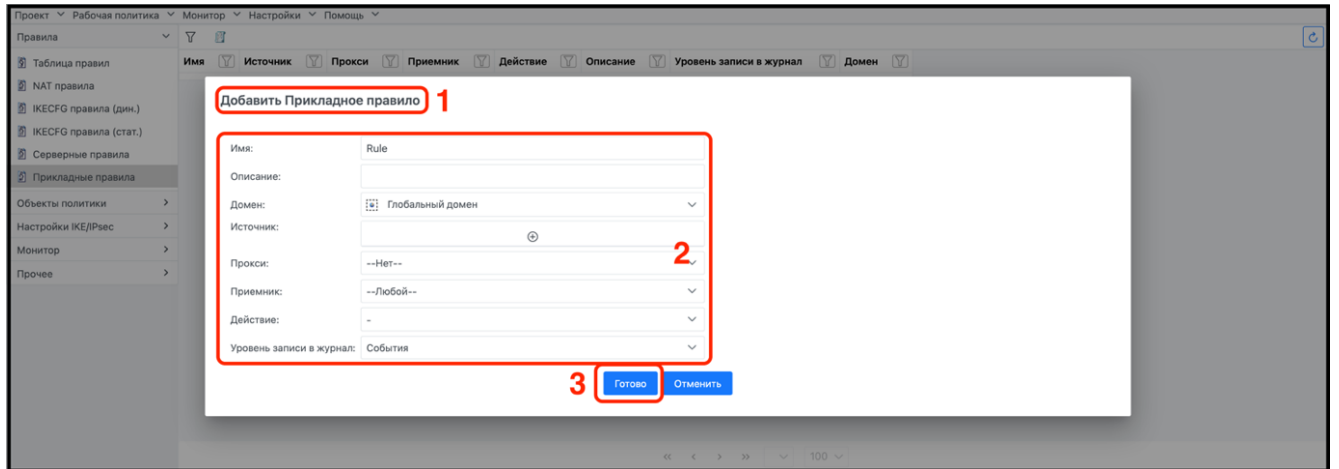 Проект Рабочая политика Монитор Настройки Помощь
Правила
Таблица правил
Имя Источник Прокси Приемник Действие Описание Уровень записи в журнал Домен
NAT правила
IKECFG правила (дин.)
IKECFG правила (стат.)
Серверные правила
Прикладные правила
Объекты политики
Настройки IKE/IPsec
Монитор
Прочее
Добавить Прикладное правило 1
Имя: Rule
Описание:
Домен: Глобальный домен
Источник:
2
Прокси: --Нет--
Приемник: --Любой--
Действие: -
Уровень записи в журнал: События
3 Готово Отменить
100